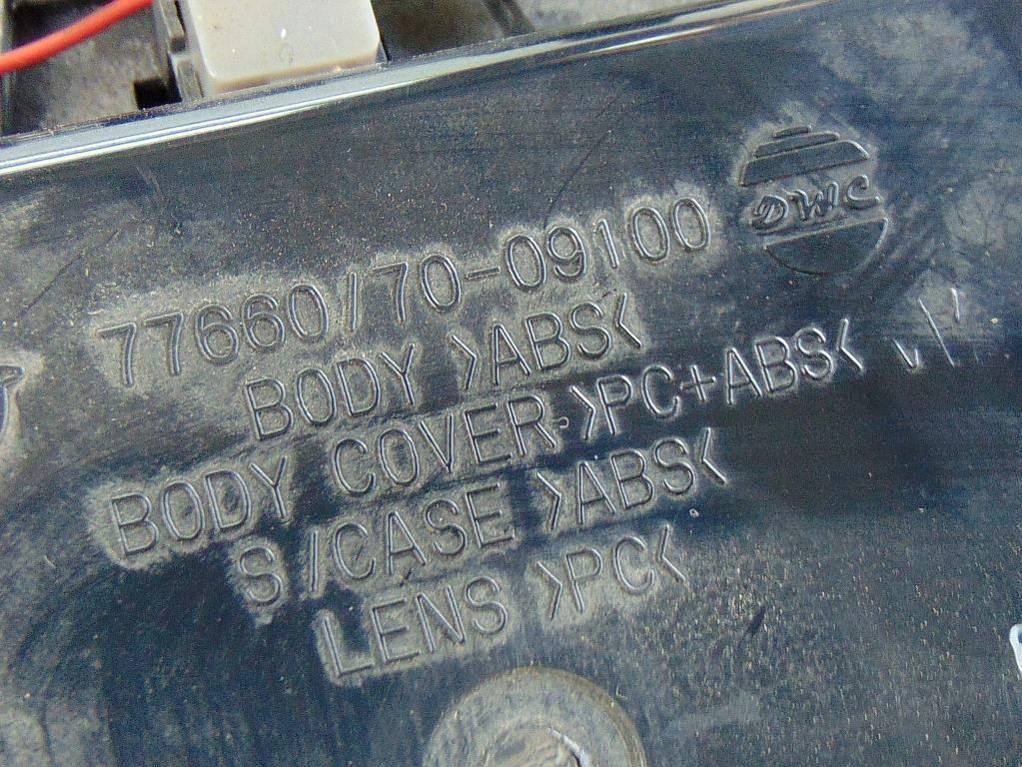 DWC
77660/70-09100
BODY >ABS<
BODY COVER >PC+ABS<
S/CASE >ABS<
LENS >PC<